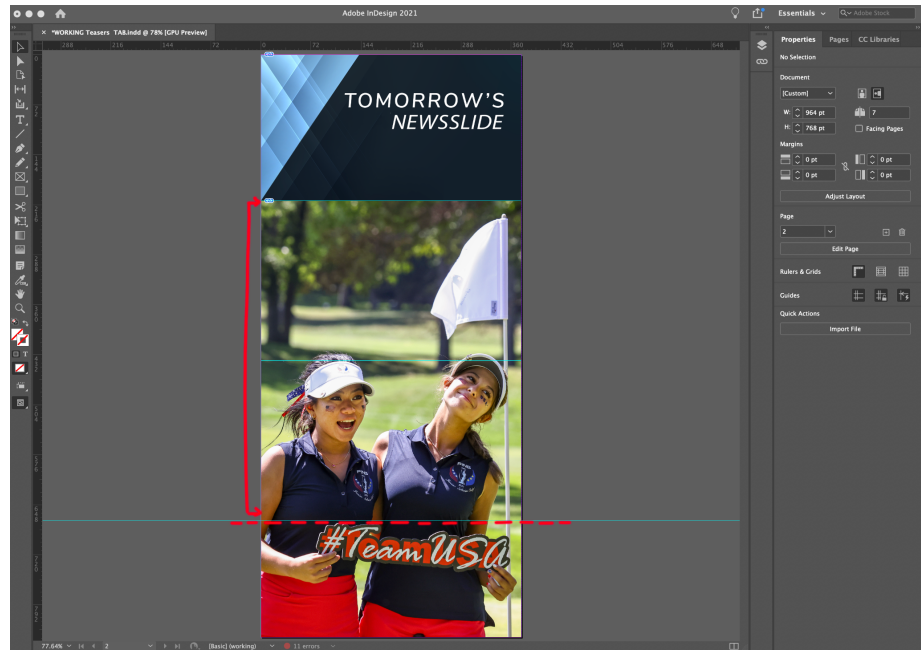 Adobe InDesign 2021
Essentials
Adobe Stock
× *WORKING Teasers TAB.indd @ 78% [GPU Preview]
288 216 144 72 0 72 144 216 288 360 432 504 576 648
Properties Pages CC Libraries
No Selection
Document
[Custom]
W: 964 pt
7
H: 768 pt
Facing Pages
Margins
0 pt 0 pt
0 pt 0 pt
Adjust Layout
Page
2
Edit Page
Rulers & Grids
Guides
Quick Actions
Import File
TOMORROW'S
NEWSSLIDE
#TeamUSA
77.64% 2 [Basic] (working) 11 errors